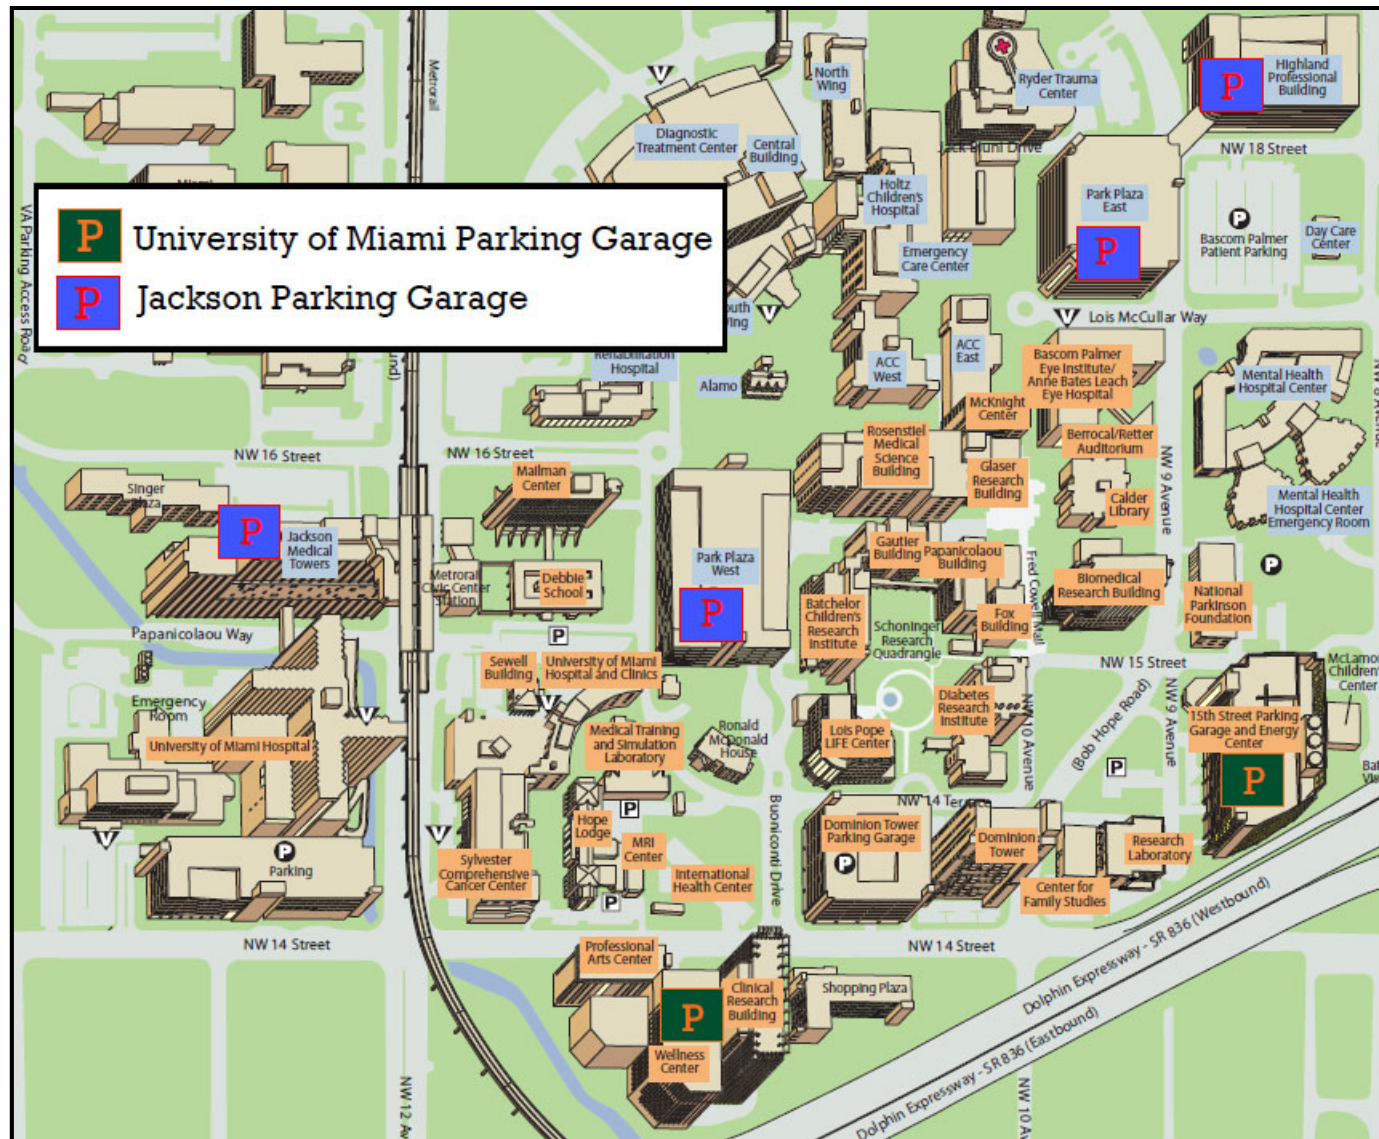 Metrorail
North
Wing
Ryder Trauma
Center
P
Highland
Professional
Building
V
Diagnostic
Treatment Center
Central
Building
NW 18 Street
Holtz
Children's
Hospital
Park Plaza
East
P
P
Bascom Palmer
Patient Parking
Day Care
Center
Emergency
Care Center
VA Parking Access Road
P University of Miami Parking Garage
P Jackson Parking Garage
V
V
Lois McCullar Way
Rehabilitation
Hospital
Alamo
ACC
West
ACC
East
Bascom Palmer
Eye Institute/
Anne Bates Leach
Eye Hospital
Mental Health
Hospital Center
McKnight
Center
Rosenstiel
Medical
Science
Building
Berrocal/Retter
Auditorium
NW 9 Avenue
NW 16 Street
NW 16 Street
Mailman
Center
Glaser
Research
Building
Calder
Library
Mental Health
Hospital Center
Emergency Room
Singer
Plaza
P
Jackson
Medical
Towers
Metrorail
Civic Center
Station
Debbie
School
Park Plaza
West
P
Gautier
Building
Papanicolaou
Building
Fred Cowell Mall
Biomedical
Research Building
National
Parkinson
Foundation
P
Batchelor
Children's
Research
Institute
Schoninger
Research
Quadrangle
Fox
Building
Papanicolaou Way
P
NW 15 Street
Sewell
Building
University of Miami
Hospital and Clinics
V
V
Emergency
Room
University of Miami Hospital
Medical Training
and Simulation
Laboratory
Ronald
McDonald
House
Lois Pope
LIFE Center
Diabetes
Research
Institute
NW 10 Avenue
(Bob Hope Road)
NW 9 Avenue
15th Street Parking
Garage and Energy
Center
P
Center
P
NW 14 Terrace
V
V
P
Parking
Sylvester
Comprehensive
Cancer Center
Hope
Lodge
P
MRI
Center
International
Health Center
P
Buoniconti Drive
Dominion Tower
Parking Garage
P
Dominion
Tower
Center for
Family Studies
Research
Laboratory
NW 14 Street
NW 14 Street
Professional
Arts Center
P
Clinical
Research
Building
Wellness
Center
Shopping Plaza
Dolphin Expressway - SR 836 (Westbound)
Dolphin Expressway - SR 836 (Eastbound)
NW 12
NW 10